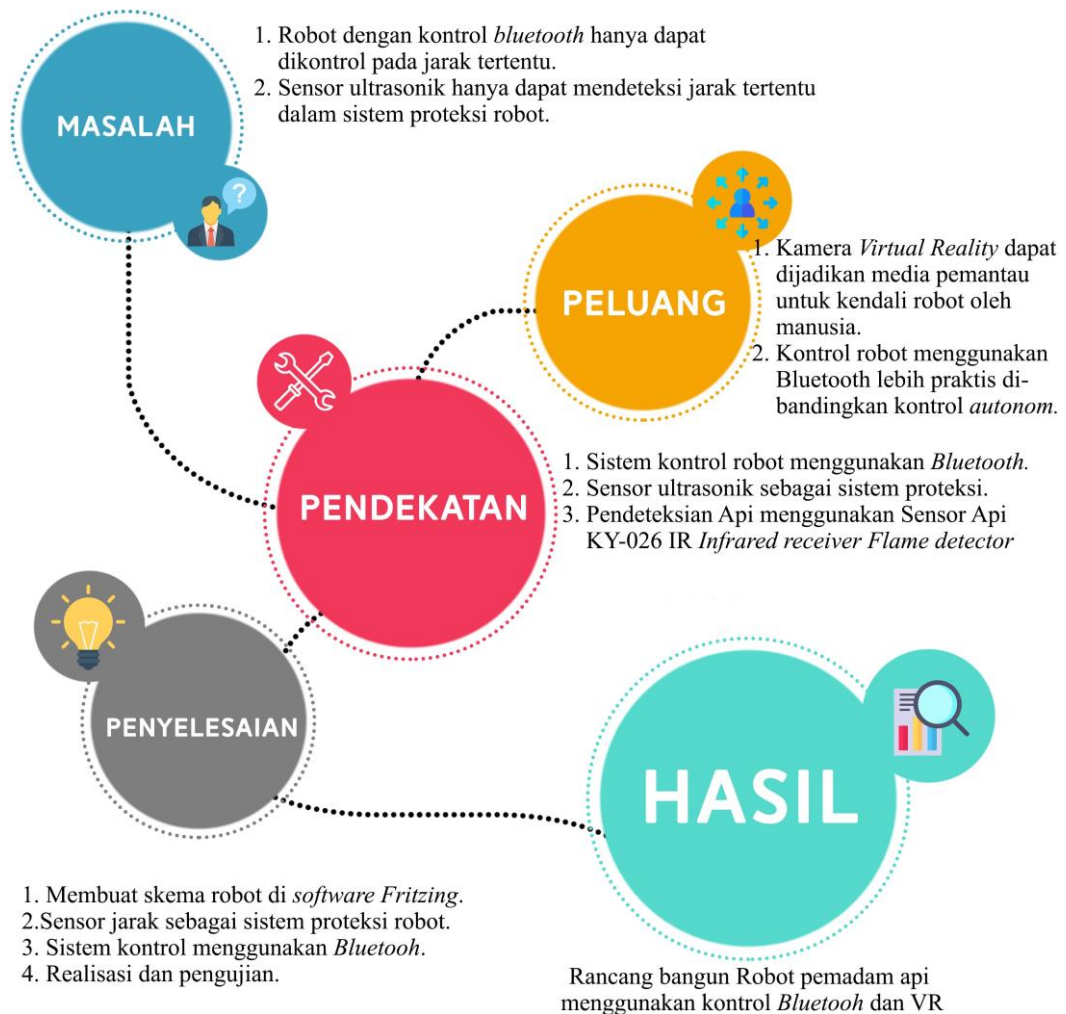 MASALAH
1. Robot dengan kontrol bluetooth hanya dapat
dikontrol pada jarak tertentu.
2. Sensor ultrasonik hanya dapat mendeteksi jarak tertentu
dalam sistem proteksi robot.
?
PELUANG
1. Kamera Virtual Reality dapat
dijadikan media pemantau
untuk kendali robot oleh
manusia.
2. Kontrol robot menggunakan
Bluetooth lebih praktis di-
bandingkan kontrol autonom.
PENDEKATAN
1. Sistem kontrol robot menggunakan Bluetooth.
2. Sensor ultrasonik sebagai sistem proteksi.
3. Pendeteksian Api menggunakan Sensor Api
KY-026 IR Infrared receiver Flame detector
PENYELESAIAN
1. Membuat skema robot di software Fritzing.
2.Sensor jarak sebagai sistem proteksi robot.
3. Sistem kontrol menggunakan Bluetooh.
4. Realisasi dan pengujian.
HASIL
Rancang bangun Robot pemadam api
menggunakan kontrol Bluetooh dan VR